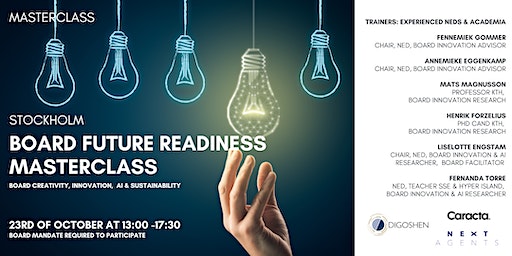 MASTERCLASS
STOCKHOLM
BOARD FUTURE READINESS
MASTERCLASS
BOARD CREATIVITY, INNOVATION, AI & SUSTAINABILITY
23RD OF OCTOBER AT 13:00 -17:30
BOARD MANDATE REQUIRED TO PARTICIPATE
TRAINERS: EXPERIENCED NEDS & ACADEMIA
FENNEMIEK GOMMER
CHAIR, NED, BOARD INNOVATION ADVISOR
ANNEMIEKE EGGENKAMP
CHAIR, NED, BOARD INNOVATION ADVISOR
MATS MAGNUSSON
PROFESSOR KTH,
BOARD INNOVATION RESEARCH
HENRIK FORZELIUS
PHD CAND KTH,
BOARD INNOVATION RESEARCH
LISELOTTE ENGSTAM
CHAIR, NED, BOARD INNOVATION & AI
RESEARCHER, BOARD FACILITATOR
FERNANDA TORRE
NED, TEACHER SSE & HYPER ISLAND,
BOARD INNOVATION & AI RESEARCHER
DIGOSHEN
Caracta.
NEXT
AGENTS